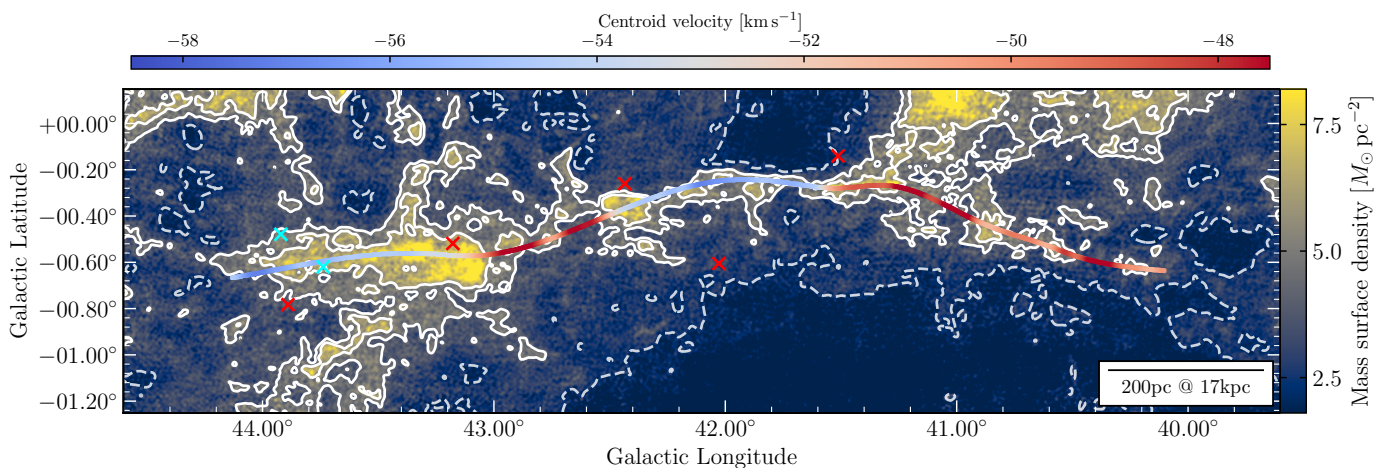 Centroid velocity [km s⁻¹]
−58 −56 −54 −52 −50 −48
Galactic Latitude
+00.00°
−00.20°
−00.40°
−00.60°
−00.80°
−01.00°
−01.20°
200pc @ 17kpc
44.00° 43.00° 42.00° 41.00° 40.00°
Galactic Longitude
7.5
5.0
2.5
Mass surface density [M⊙ pc⁻²]